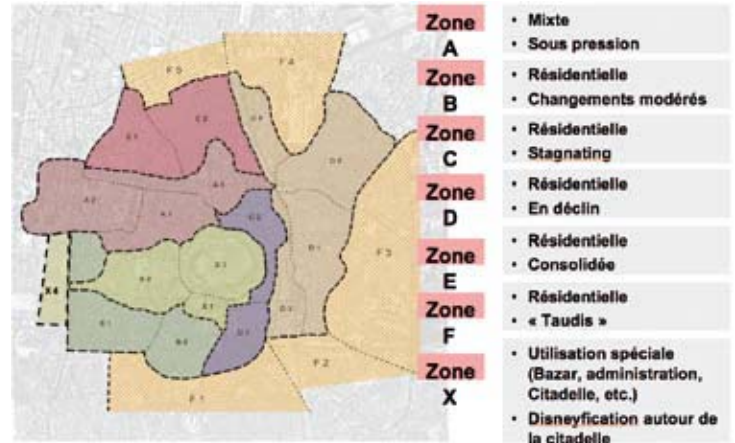 Zone
A
• Mixte
• Sous pression
Zone
B
• Résidentielle
• Changements modérés
Zone
C
• Résidentielle
• Stagnating
Zone
D
• Résidentielle
• En déclin
Zone
E
• Résidentielle
• Consolidée
Zone
F
• Résidentielle
• « Taudis »
Zone
X
• Utilisation spéciale
(Bazar, administration,
Citadelle, etc.)
• Disneyfication autour de
la citadelle
F 5
F 4
A 2
F 3
X4
F 2
F 1